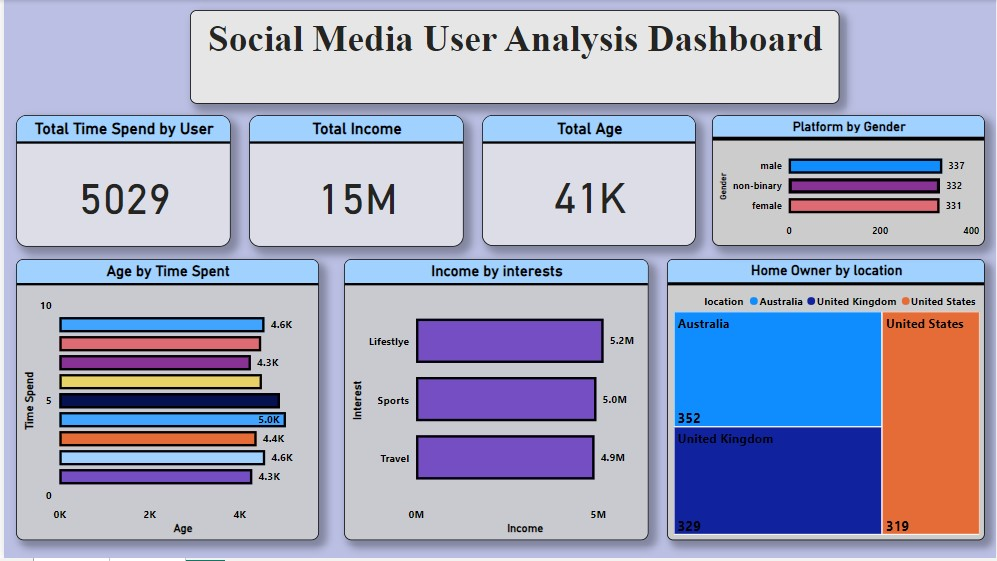 Social Media User Analysis Dashboard
Total Time Spend by User
5029
Total Income
15M
Total Age
41K
Platform by Gender
Gender
male
337
non-binary
332
female
331
0 200 400
Age by Time Spent
Time Spend
10
4.6K
4.3K
5
5.0K
4.4K
4.6K
4.3K
0
0K 2K 4K
Age
Income by interests
Interest
Lifestlye
5.2M
Sports
5.0M
Travel
4.9M
0M 5M
Income
Home Owner by location
location Australia United Kingdom United States
Australia
352
United Kingdom
329
United States
319